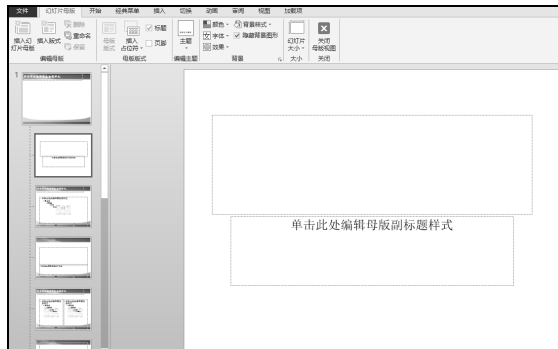 文件 幻灯片母版 开始 经典菜单 插入 切换 动画 审阅 视图 加载项
插入幻灯片母版 插入版式 删除 重命名 保留
母版版式 插入占位符 标题 页脚
主题
颜色 字体 效果 背景样式 隐藏背景图形
幻灯片大小
关闭母版视图
编辑母版 母版版式 编辑主题 背景 大小 关闭
1
单击此处编辑母版副标题样式